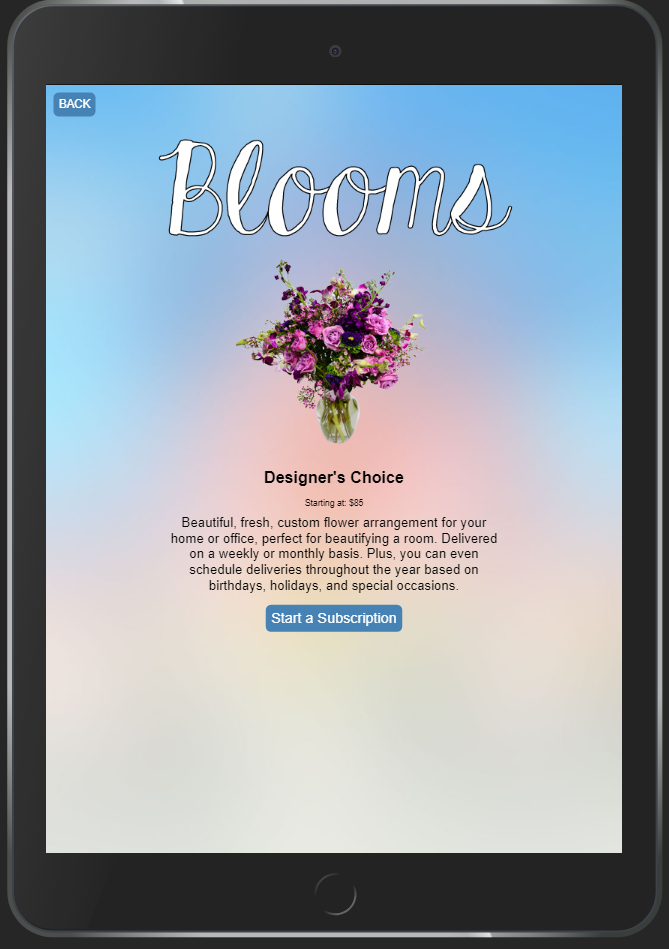 BACK
Blooms
Designer's Choice
Starting at: $85
Beautiful, fresh, custom flower arrangement for your
home or office, perfect for beautifying a room. Delivered
on a weekly or monthly basis. Plus, you can even
schedule deliveries throughout the year based on
birthdays, holidays, and special occasions.
Start a Subscription